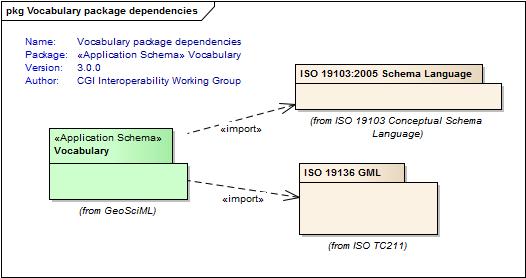 pkg Vocabulary package dependencies
Name: Vocabulary package dependencies
Package: «Application Schema» Vocabulary
Version: 3.0.0
Author: CGI Interoperability Working Group
ISO 19103:2005 Schema Language
(from ISO 19103 Conceptual Schema
Language)
«import»
«Application Schema»
Vocabulary
(from GeoSciML)
ISO 19136 GML
«import»
(from ISO TC211)